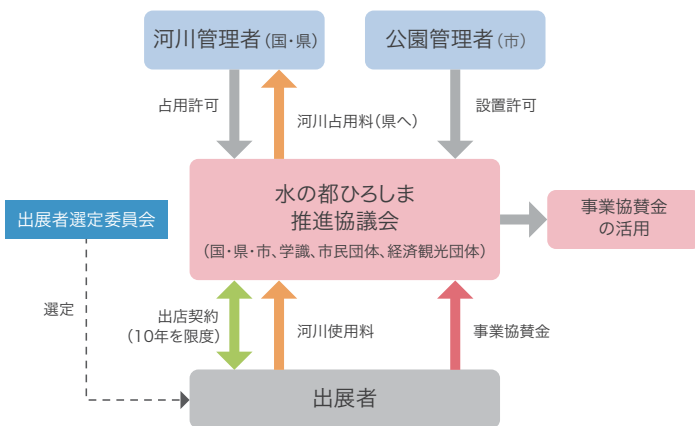 河川管理者(国・県)
公園管理者(市)
占用許可
河川占用料(県へ)
設置許可
水の都ひろしま
推進協議会
(国・県・市、学識、市民団体、経済観光団体)
事業協賛金
の活用
出展者選定委員会
選定
出店契約
(10年を限度)
河川使用料
事業協賛金
出展者